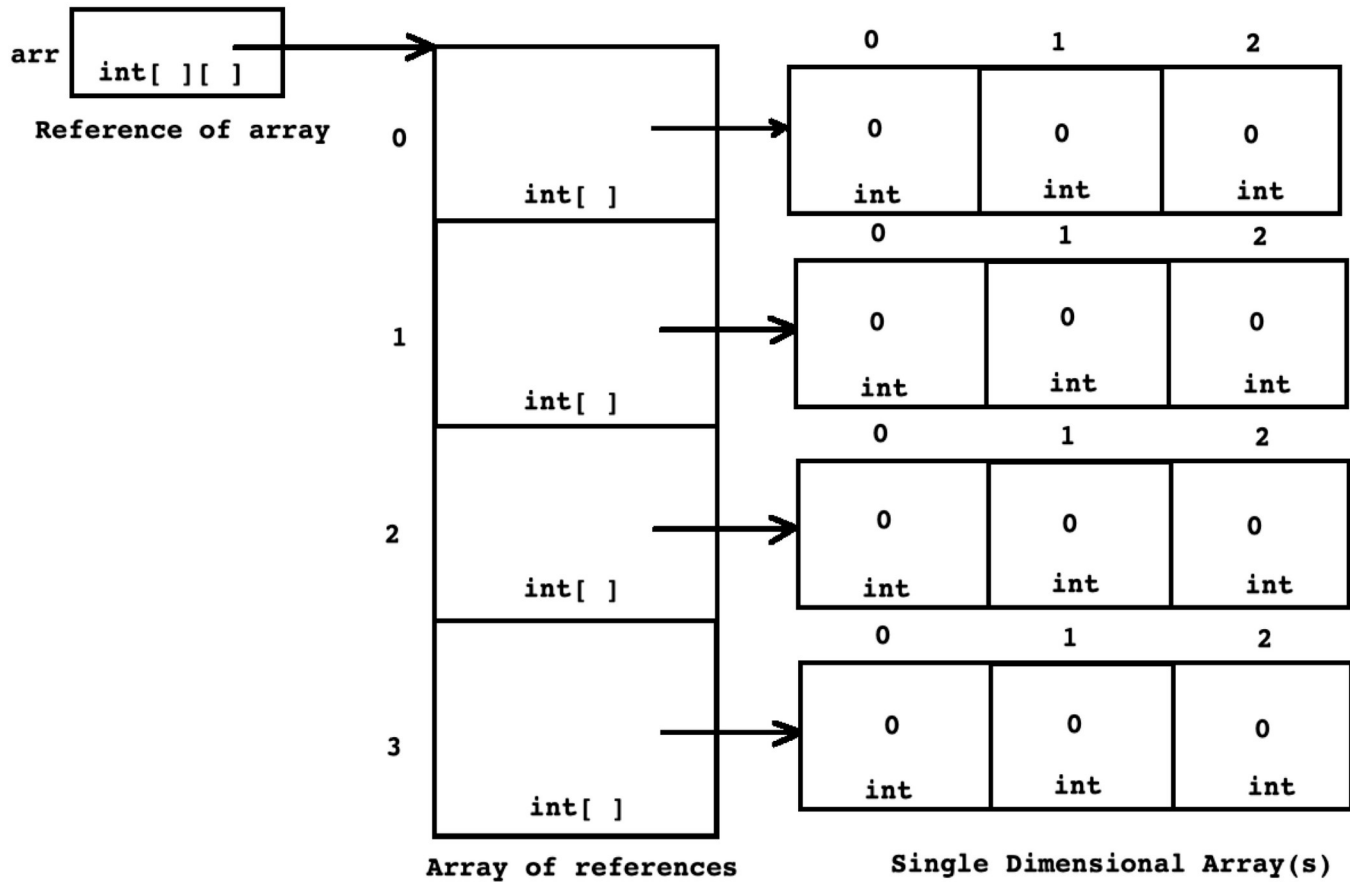 0 1 2
arr
int[ ][ ]
Reference of array
0
int[ ]
0 0 0
int int int
0 1 2
1
int[ ]
0 0 0
int int int
0 1 2
2
int[ ]
0 0 0
int int int
0 1 2
3
int[ ]
0 0 0
int int int
Array of references
Single Dimensional Array(s)